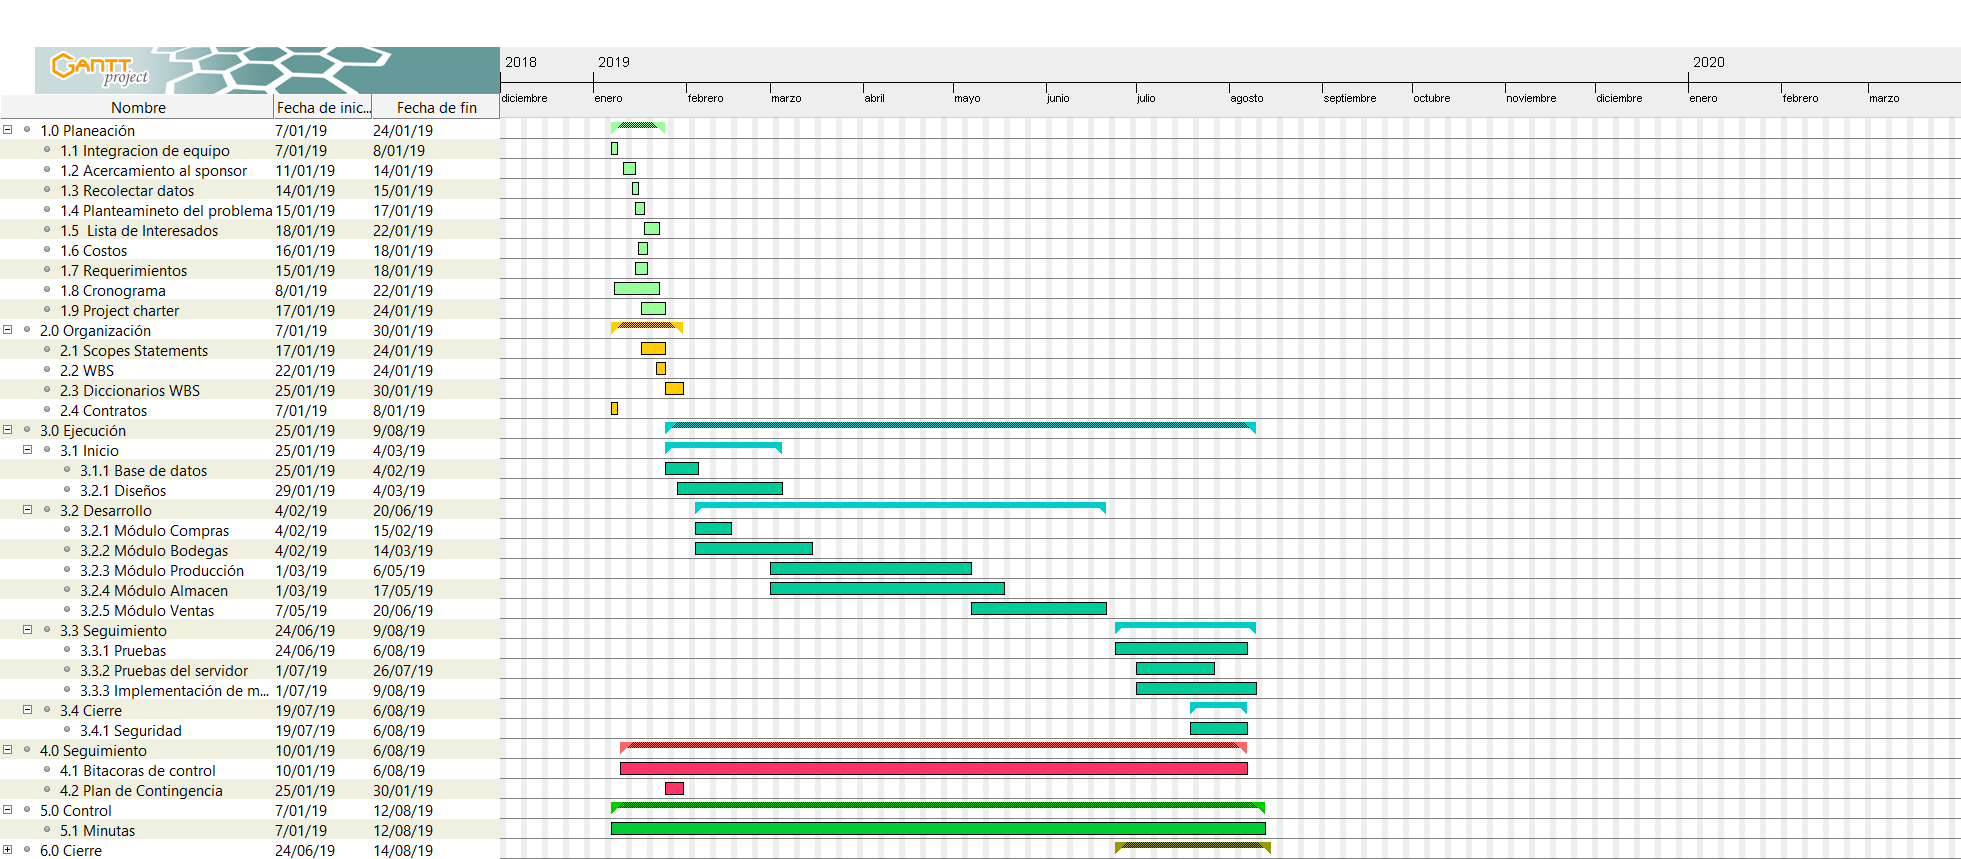 GANTT
project
2018 2019 2020
diciembre enero febrero marzo abril mayo junio julio agosto septiembre octubre noviembre diciembre enero febrero marzo
Nombre Fecha de inic... Fecha de fin
1.0 Planeación 7/01/19 24/01/19
1.1 Integracion de equipo 7/01/19 8/01/19
1.2 Acercamiento al sponsor 11/01/19 14/01/19
1.3 Recolectar datos 14/01/19 15/01/19
1.4 Planteamineto del problema 15/01/19 17/01/19
1.5 Lista de Interesados 18/01/19 22/01/19
1.6 Costos 16/01/19 18/01/19
1.7 Requerimientos 15/01/19 18/01/19
1.8 Cronograma 8/01/19 22/01/19
1.9 Project charter 17/01/19 24/01/19
2.0 Organización 7/01/19 30/01/19
2.1 Scopes Statements 17/01/19 24/01/19
2.2 WBS 22/01/19 24/01/19
2.3 Diccionarios WBS 25/01/19 30/01/19
2.4 Contratos 7/01/19 8/01/19
3.0 Ejecución 25/01/19 9/08/19
3.1 Inicio 25/01/19 4/03/19
3.1.1 Base de datos 25/01/19 4/02/19
3.2.1 Diseños 29/01/19 4/03/19
3.2 Desarrollo 4/02/19 20/06/19
3.2.1 Módulo Compras 4/02/19 15/02/19
3.2.2 Módulo Bodegas 4/02/19 14/03/19
3.2.3 Módulo Producción 1/03/19 6/05/19
3.2.4 Módulo Almacen 1/03/19 17/05/19
3.2.5 Módulo Ventas 7/05/19 20/06/19
3.3 Seguimiento 24/06/19 9/08/19
3.3.1 Pruebas 24/06/19 6/08/19
3.3.2 Pruebas del servidor 1/07/19 26/07/19
3.3.3 Implementación de m... 1/07/19 9/08/19
3.4 Cierre 19/07/19 6/08/19
3.4.1 Seguridad 19/07/19 6/08/19
4.0 Seguimiento 10/01/19 6/08/19
4.1 Bitacoras de control 10/01/19 6/08/19
4.2 Plan de Contingencia 25/01/19 30/01/19
5.0 Control 7/01/19 12/08/19
5.1 Minutas 7/01/19 12/08/19
6.0 Cierre 24/06/19 14/08/19